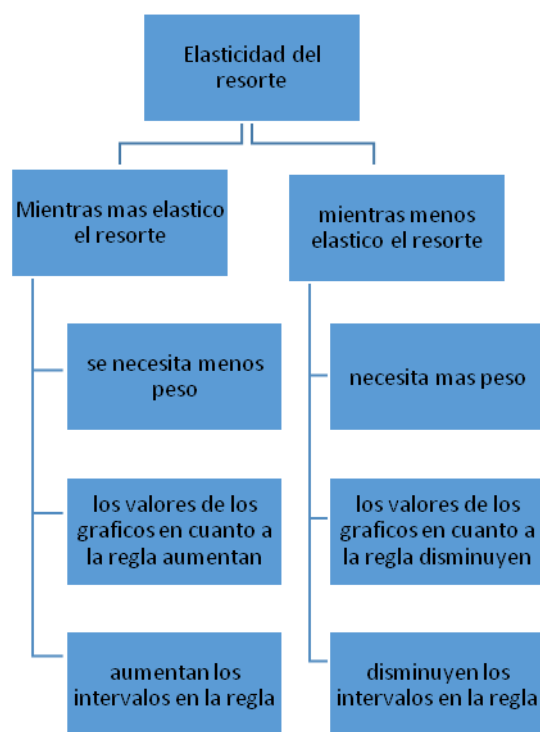 Elasticidad del
resorte
Mientras mas elastico
el resorte
se necesita menos
peso
los valores de los
graficos en cuanto a
la regla aumentan
aumentan los
intervalos en la regla
mientras menos
elastico el resorte
necesita mas peso
los valores de los
graficos en cuanto a
la regla disminuyen
disminuyen los
intervalos en la regla